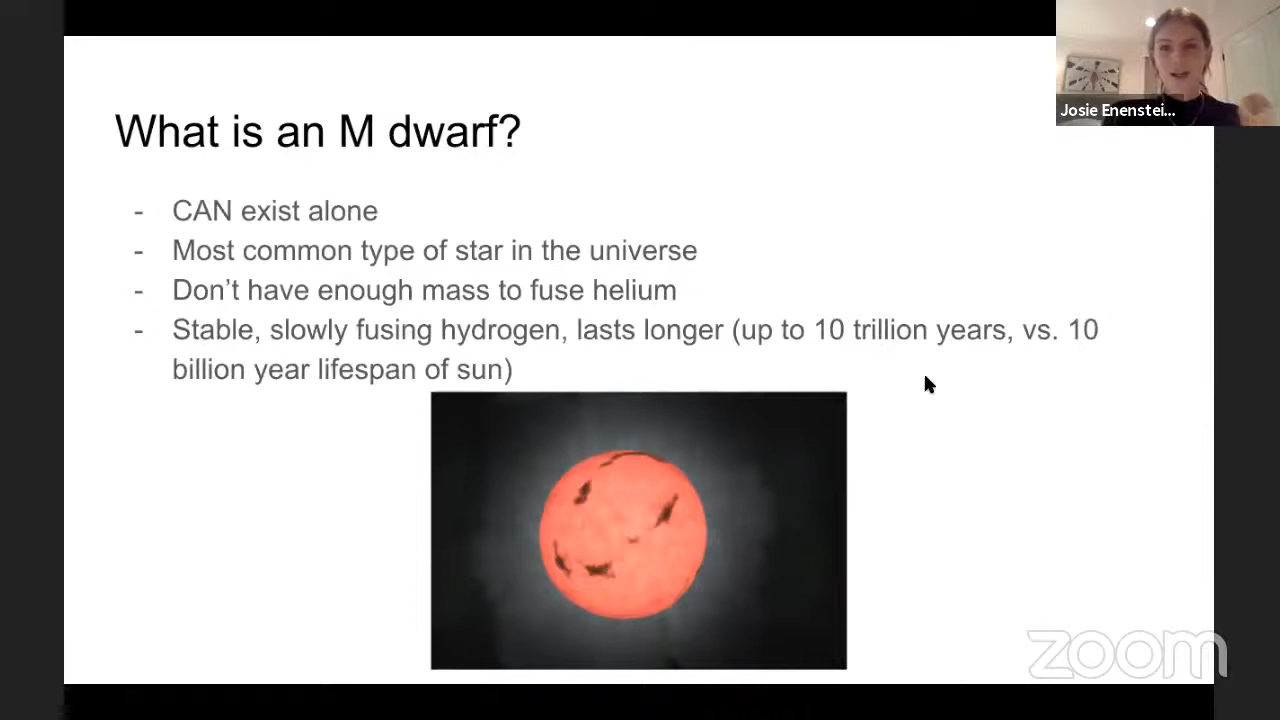 Josie Enenstei...
What is an M dwarf?
- CAN exist alone
- Most common type of star in the universe
- Don't have enough mass to fuse helium
- Stable, slowly fusing hydrogen, lasts longer (up to 10 trillion years, vs. 10
billion year lifespan of sun)
zoom